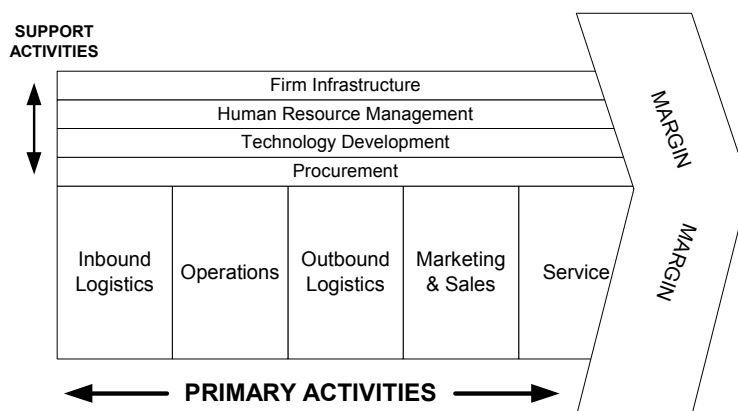 SUPPORT
ACTIVITIES
Firm Infrastructure
Human Resource Management
Technology Development
Procurement
Inbound
Logistics
Operations
Outbound
Logistics
Marketing
& Sales
Service
MARGIN
MARGIN
PRIMARY ACTIVITIES